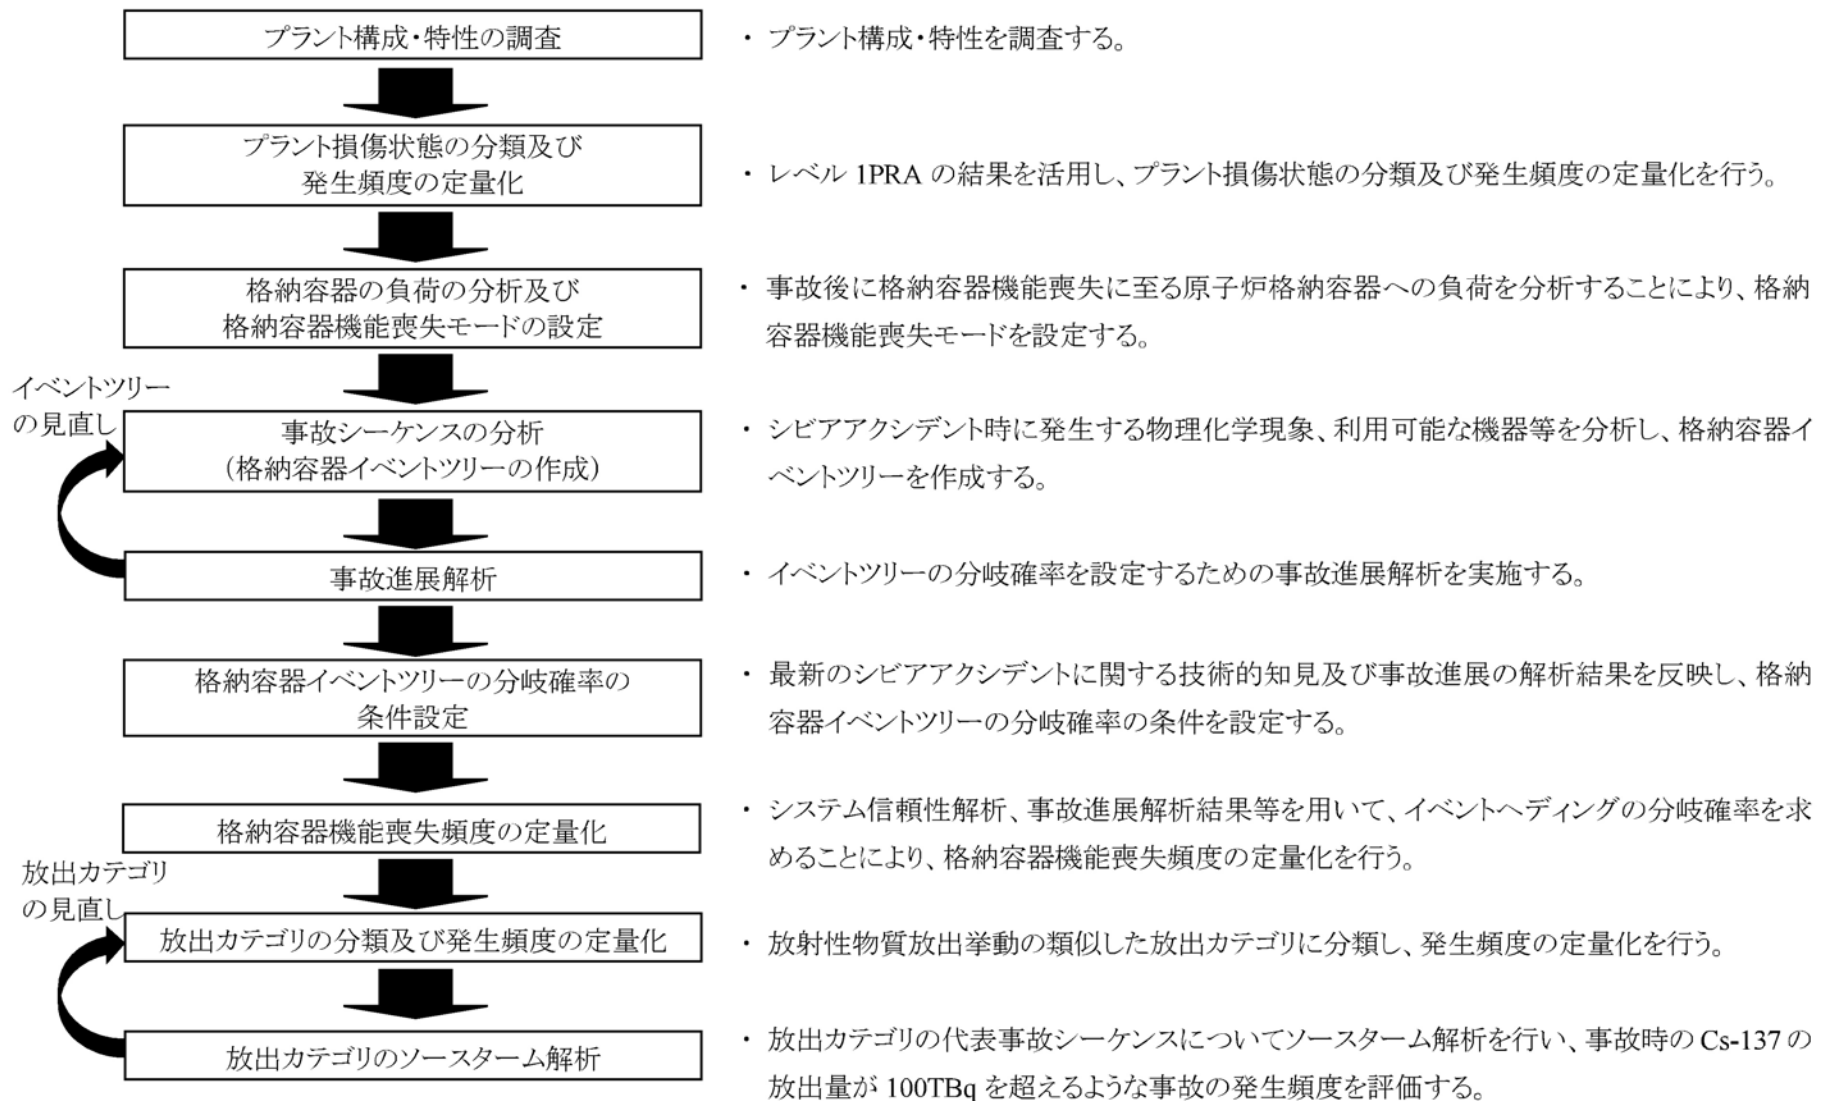 プラント構成・特性の調査
・ プラント構成・特性を調査する。
プラント損傷状態の分類及び
発生頻度の定量化
・ レベル 1PRA の結果を活用し、プラント損傷状態の分類及び発生頻度の定量化を行う。
格納容器の負荷の分析及び
格納容器機能喪失モードの設定
・ 事故後に格納容器機能喪失に至る原子炉格納容器への負荷を分析することにより、格納
容器機能喪失モードを設定する。
イベントツリー
の見直し
事故シーケンスの分析
(格納容器イベントツリーの作成)
・ シビアアクシデント時に発生する物理化学現象、利用可能な機器等を分析し、格納容器イ
ベントツリーを作成する。
事故進展解析
・ イベントツリーの分岐確率を設定するための事故進展解析を実施する。
格納容器イベントツリーの分岐確率の
条件設定
・ 最新のシビアアクシデントに関する技術的知見及び事故進展の解析結果を反映し、格納
容器イベントツリーの分岐確率の条件を設定する。
格納容器機能喪失頻度の定量化
・ システム信頼性解析、事故進展解析結果等を用いて、イベントヘディングの分岐確率を求
めることにより、格納容器機能喪失頻度の定量化を行う。
放出カテゴリ
の見直し
放出カテゴリの分類及び発生頻度の定量化
・ 放射性物質放出挙動の類似した放出カテゴリに分類し、発生頻度の定量化を行う。
放出カテゴリのソースターム解析
・ 放出カテゴリの代表事故シーケンスについてソースターム解析を行い、事故時の Cs-137 の
放出量が 100TBq を超えるような事故の発生頻度を評価する。